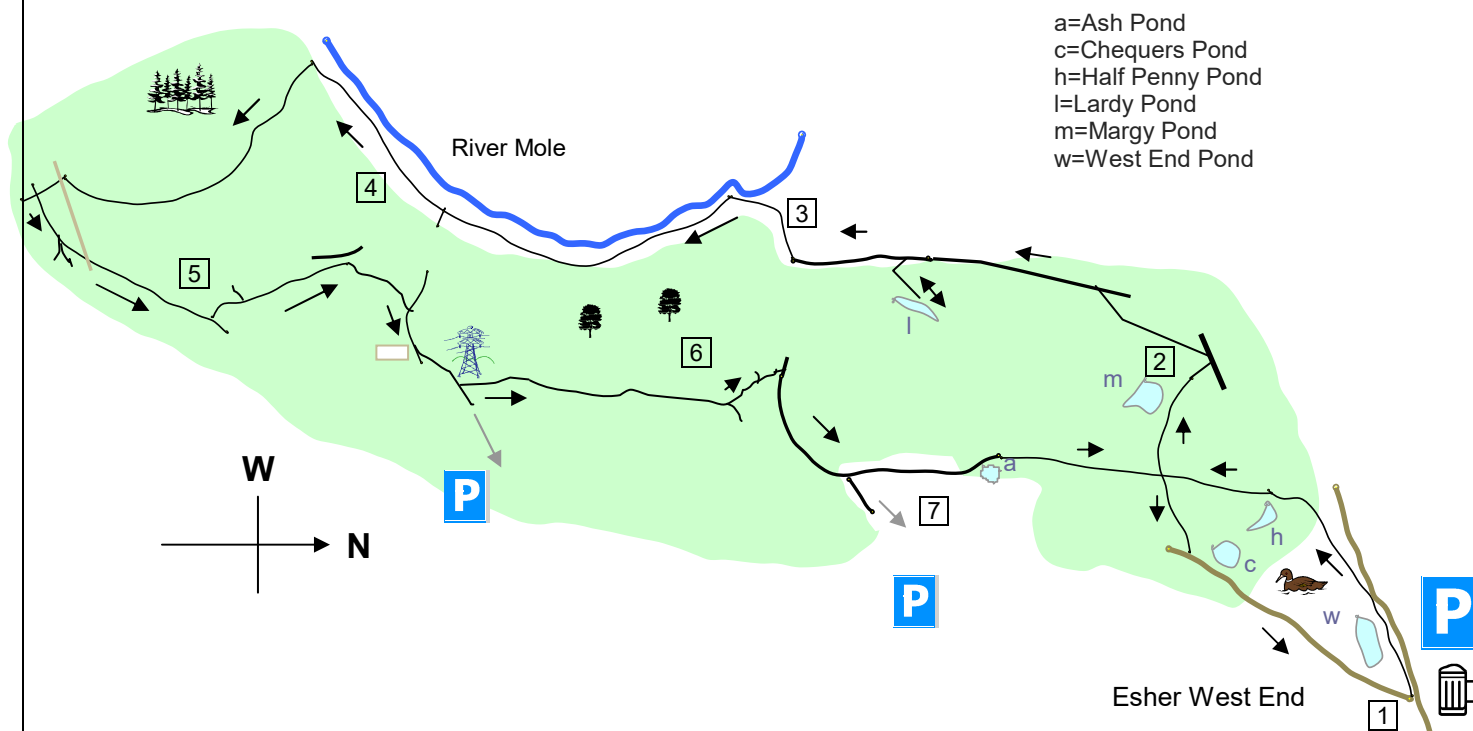 a=Ash Pond
c=Chequers Pond
h=Half Penny Pond
l=Lardy Pond
m=Margy Pond
w=West End Pond
River Mole
4
3
5
l
6
m
2
W
P
a
N
7
h
c
P
w
P
Esher West End
1